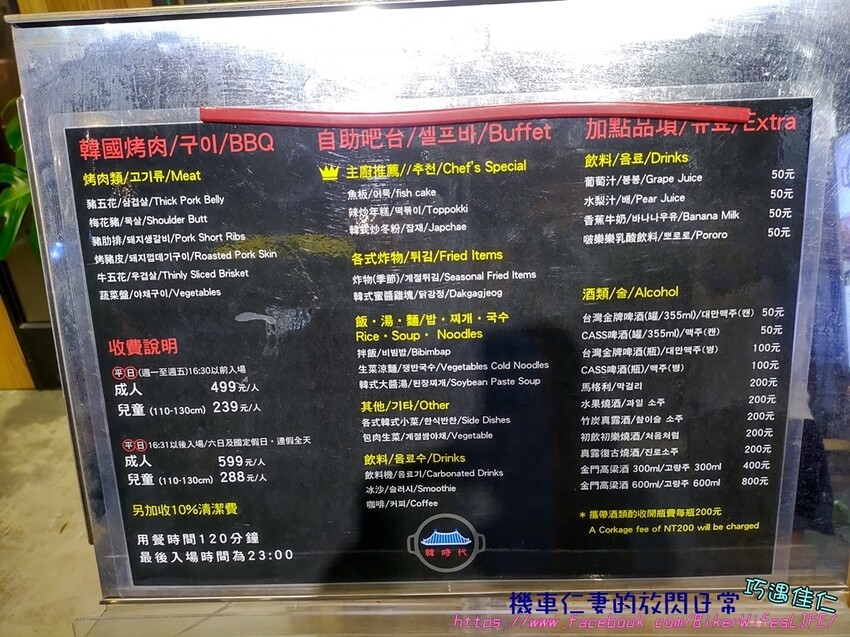 韓國烤肉/구이/BBQ
烤肉類/고기류/Meat
豬五花/삼겹살/Thick Pork Belly
梅花豬/목살/Shoulder Butt
豬肋排/돼지생갈비/Pork Short Ribs
烤豬皮/돼지껍데기구이/Roasted Pork Skin
牛五花/우겹살/Thinly Sliced Brisket
蔬菜盤/야채구이/Vegetables
收費說明
平日(週一至週五)16:30以前入場
成人 499元/人
兒童 (110-130cm) 239元/人
平日 16:31以後入場/六日及國定假日・連假全天
成人 599元/人
兒童 (110-130cm) 288元/人
另加收10%清潔費
用餐時間120分鐘
最後入場時間為23:00
自助吧台/셀프바/Buffet
主廚推薦//추천/Chef's Special
魚板/어묵/fish cake
辣炒年糕/떡볶이/Toppokki
韓式炒冬粉/잡채/Japchae
各式炸物/튀김/Fried Items
炸物(季節)/계절튀김/Seasonal Fried Items
韓式蜜醬雞塊/닭강정/Dakgagjeog
飯・湯・麵/밥・찌개・국수
Rice・Soup・ Noodles
拌飯/비빔밥/Bibimbap
生菜涼麵/쟁반국수/Vegetables Cold Noodles
韓式大醬湯/된장찌개/Soybean Paste Soup
其他/기타/Other
各式韓式小菜/한식반찬/Side Dishes
包肉生菜/계절쌈야채/Vegetable
飲料/음료수/Drinks
飲料機/음료기/Carbonated Drinks
冰沙/슬러시/Smoothie
咖啡/커피/Coffee
韓時代
加點品項/유료/Extra
飲料/음료/Drinks
葡萄汁/봉봉/Grape Juice 50元
水梨汁/배/Pear Juice 50元
香蕉牛奶/바나나우유/Banana Milk 50元
啵樂樂乳酸飲料/뽀로로/Pororo 50元
酒類/술/Alcohol
台灣金牌啤酒(罐/355ml)/대만맥주(캔) 50元
CASS啤酒(罐/355ml)/맥주(캔) 50元
台灣金牌啤酒(瓶)/대만맥주(병) 100元
CASS啤酒(瓶)/맥주(병) 100元
馬格利/막걸리 200元
水果燒酒/과일 소주 200元
竹炭真露酒/참이슬 소주 200元
初飲初樂燒酒/처음처럼 200元
真露復古燒酒/진로소주 200元
金門高梁酒 300ml/고량주 300ml 400元
金門高梁酒 600ml/고량주 600ml 800元
* 攜帶酒類酌收開瓶費每瓶200元
A Corkage fee of NT200 will be charged
機車仁妻的放閃日常
巧遇佳仁
https://www.facebook.com/BikerWifesLIFE/